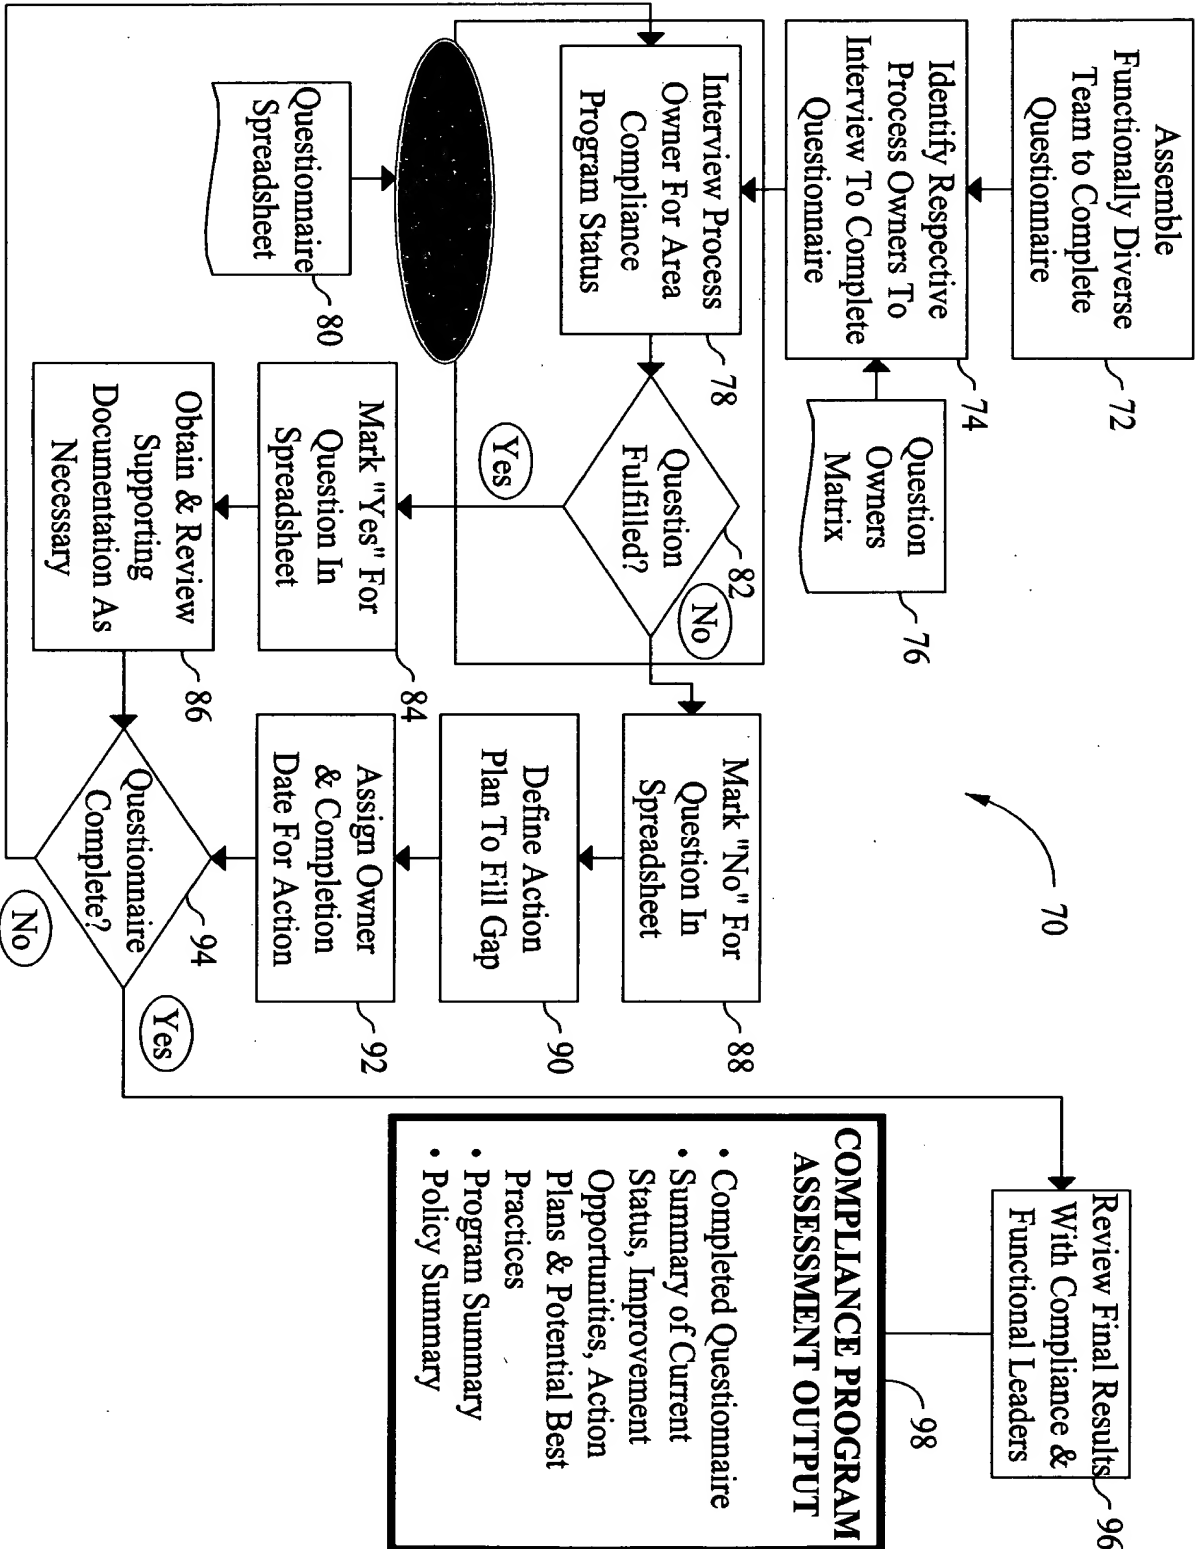 70
Assemble
Functionally Diverse
Team to Complete
Questionnaire
72
Identify Respective
Process Owners To
Interview To Complete
Questionnaire
74
Question
Owners
Matrix
76
Interview Process
Owner For Area
Compliance
Program Status
78
Questionnaire
Spreadsheet
80
Question
Fulfilled?
82
Yes
No
Mark "Yes" For
Question In
Spreadsheet
84
Obtain & Review
Supporting
Documentation As
Necessary
86
Mark "No" For
Question In
Spreadsheet
88
Define Action
Plan To Fill Gap
90
Assign Owner
& Completion
Date For Action
92
Questionnaire
Complete?
94
No
Yes
Review Final Results
With Compliance &
Functional Leaders
96
COMPLIANCE PROGRAM
ASSESSMENT OUTPUT
• Completed Questionnaire
• Summary of Current
Status, Improvement
Opportunities, Action
Plans & Potential Best
Practices
• Program Summary
• Policy Summary
98